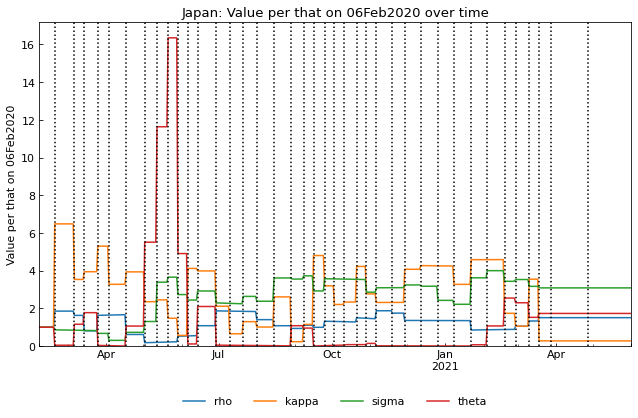 Japan: Value per that on 06Feb2020 over time
Value per that on 06Feb2020
16
14
12
10
8
6
4
2
0
Apr Jul Oct Jan Apr
2021
rho kappa sigma theta